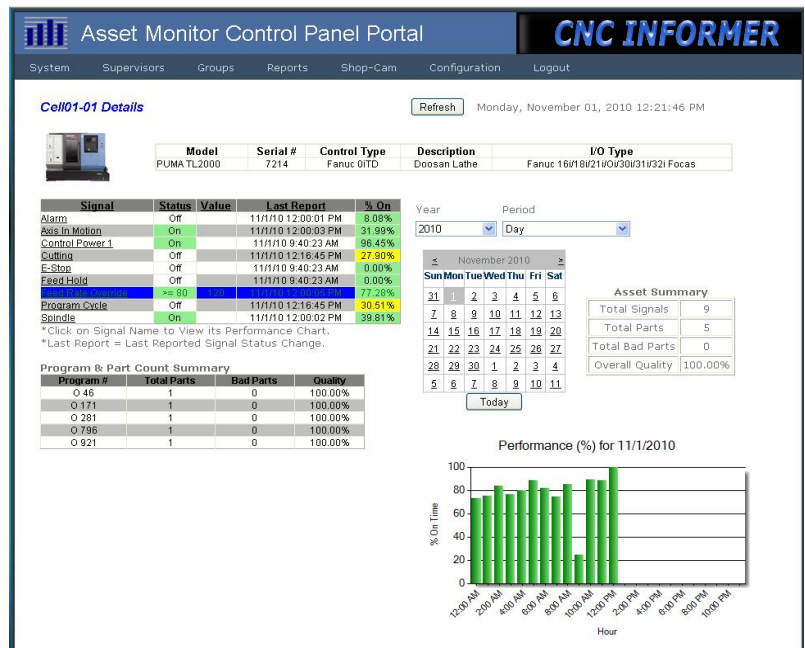 Asset Monitor Control Panel Portal
CNC INFORMER
System Supervisors Groups Reports Shop-Cam Configuration Logout
Cell01-01 Details
Refresh Monday, November 01, 2010 12:21:46 PM
Model Serial # Control Type Description I/O Type
PUMA TL2000 7214 Fanuc 0iTD Doosan Lathe Fanuc 16i/18i/21i/Oi/30i/31i/32i Focas
Signal Status Value Last Report % On
Alarm Off 11/1/10 12:00:01 PM 8.08%
Axis In Motion On 11/1/10 12:00:03 PM 31.99%
Control Power 1 On 11/1/10 9:40:23 AM 96.45%
Cutting Off 11/1/10 12:16:45 PM 27.90%
E-Stop Off 11/1/10 9:40:23 AM 0.00%
Feed Hold Off 11/1/10 9:40:23 AM 0.00%
Feed Rate Override >= 80 120 11/1/10 12:00:05 PM 77.28%
Program Cycle Off 11/1/10 12:16:45 PM 30.51%
Spindle On 11/1/10 12:00:02 PM 39.81%
*Click on Signal Name to View its Performance Chart.
*Last Report = Last Reported Signal Status Change.
Program & Part Count Summary
Program # Total Parts Bad Parts Quality
O 46 1 0 100.00%
O 171 1 0 100.00%
O 281 1 0 100.00%
O 796 1 0 100.00%
O 921 1 0 100.00%
Year Period
2010 Day
< November 2010 >
Sun Mon Tue Wed Thu Fri Sat
31 1 2 3 4 5 6
7 8 9 10 11 12 13
14 15 16 17 18 19 20
21 22 23 24 25 26 27
28 29 30 1 2 3 4
5 6 7 8 9 10 11
Today
Asset Summary
Total Signals 9
Total Parts 5
Total Bad Parts 0
Overall Quality 100.00%
Performance (%) for 11/1/2010
% On Time
100
80
60
40
20
0
12:00 AM 2:00 AM 4:00 AM 6:00 AM 8:00 AM 10:00 AM 12:00 PM 2:00 PM 4:00 PM 6:00 PM 8:00 PM 10:00 PM
Hour